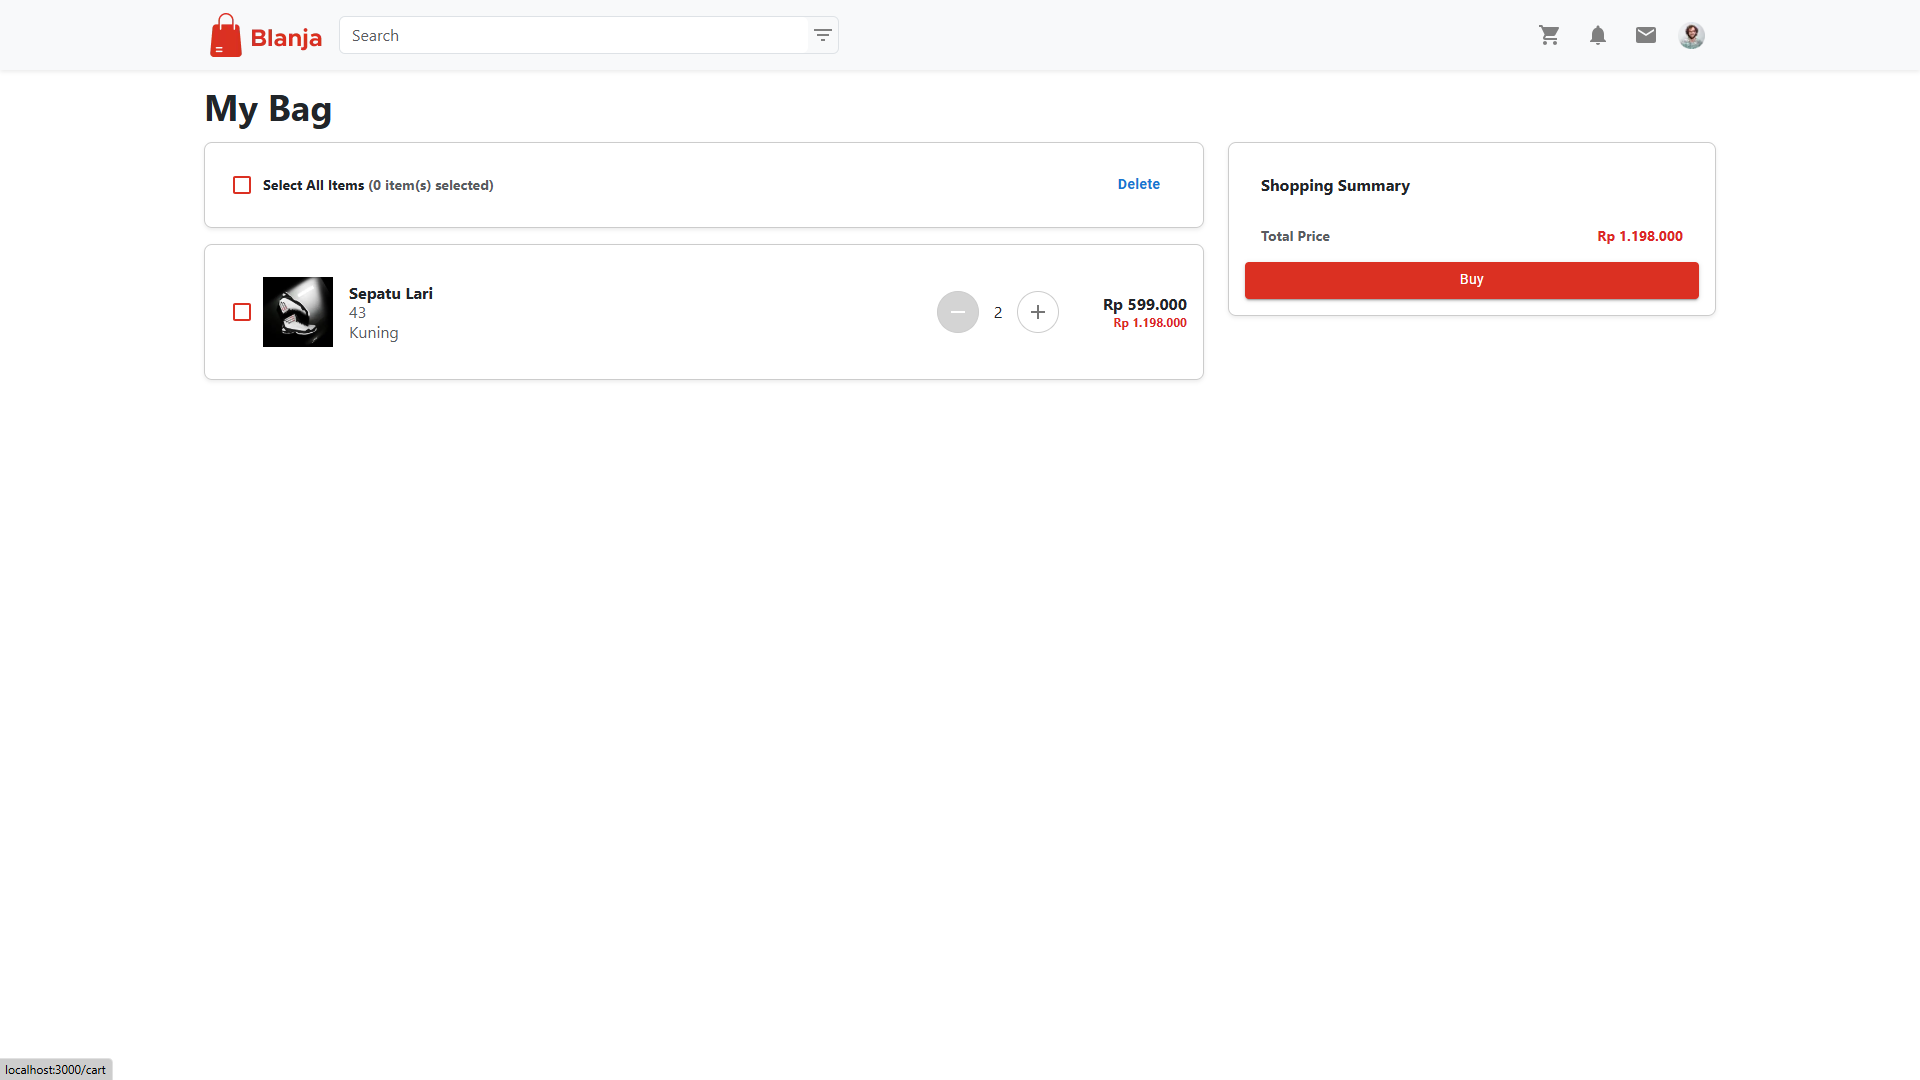 Blanja
Search
My Bag
Select All Items (0 item(s) selected)
Delete
Sepatu Lari
43
Kuning
2
Rp 599.000
Rp 1.198.000
Shopping Summary
Total Price
Rp 1.198.000
Buy
localhost:3000/cart